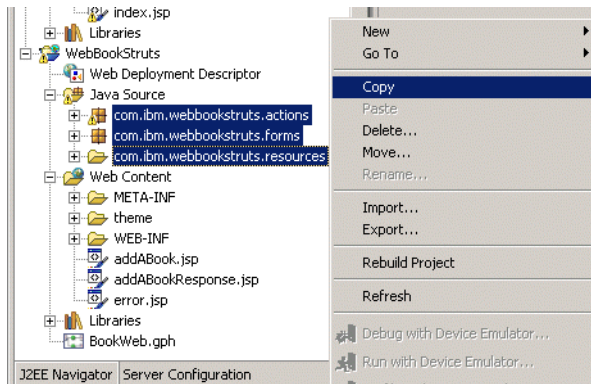 index.jsp
Libraries
WebBookStruts
Web Deployment Descriptor
Java Source
com.ibm.webbookstruts.actions
com.ibm.webbookstruts.forms
com.ibm.webbookstruts.resources
Web Content
META-INF
theme
WEB-INF
addABook.jsp
addABookResponse.jsp
error.jsp
Libraries
BookWeb.gph
J2EE Navigator Server Configuration
New
Go To
Copy
Paste
Delete...
Move...
Rename...
Import...
Export...
Rebuild Project
Refresh
Debug with Device Emulator...
Run with Device Emulator...